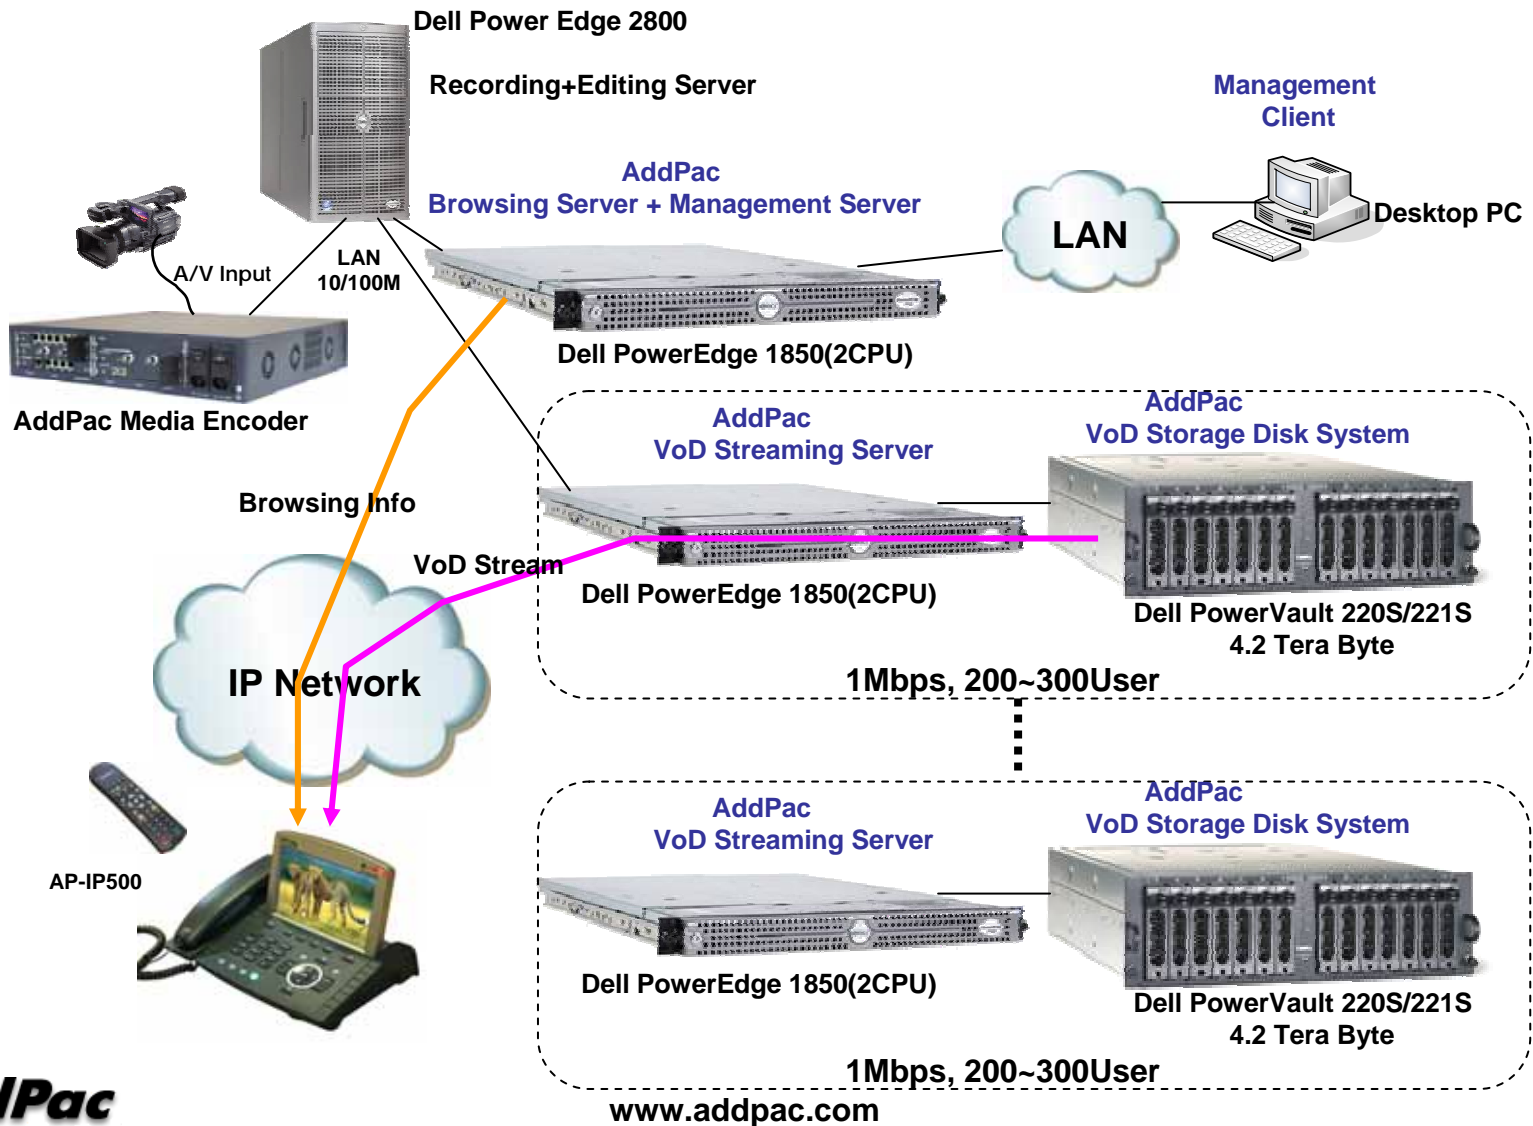 Dell Power Edge 2800
Recording+Editing Server
Management
Client
AddPac
Browsing Server + Management Server
LAN
Desktop PC
A/V Input
LAN
10/100M
Dell PowerEdge 1850(2CPU)
AddPac Media Encoder
AddPac
VoD Streaming Server
AddPac
VoD Storage Disk System
Browsing Info
VoD Stream
Dell PowerEdge 1850(2CPU)
Dell PowerVault 220S/221S
4.2 Tera Byte
IP Network
1Mbps, 200~300User
AddPac
VoD Streaming Server
AddPac
VoD Storage Disk System
AP-IP500
Dell PowerEdge 1850(2CPU)
Dell PowerVault 220S/221S
4.2 Tera Byte
1Mbps, 200~300User
dPac
www.addpac.com